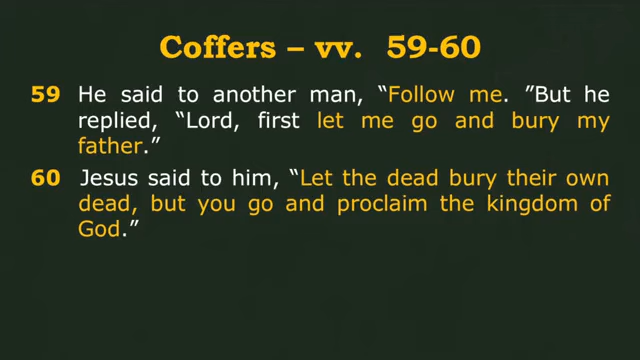 Coffers – vv. 59-60
59 He said to another man, “Follow me. ”But he
replied, “Lord, first let me go and bury my
father.”
60 Jesus said to him, “Let the dead bury their own
dead, but you go and proclaim the kingdom of
God.”